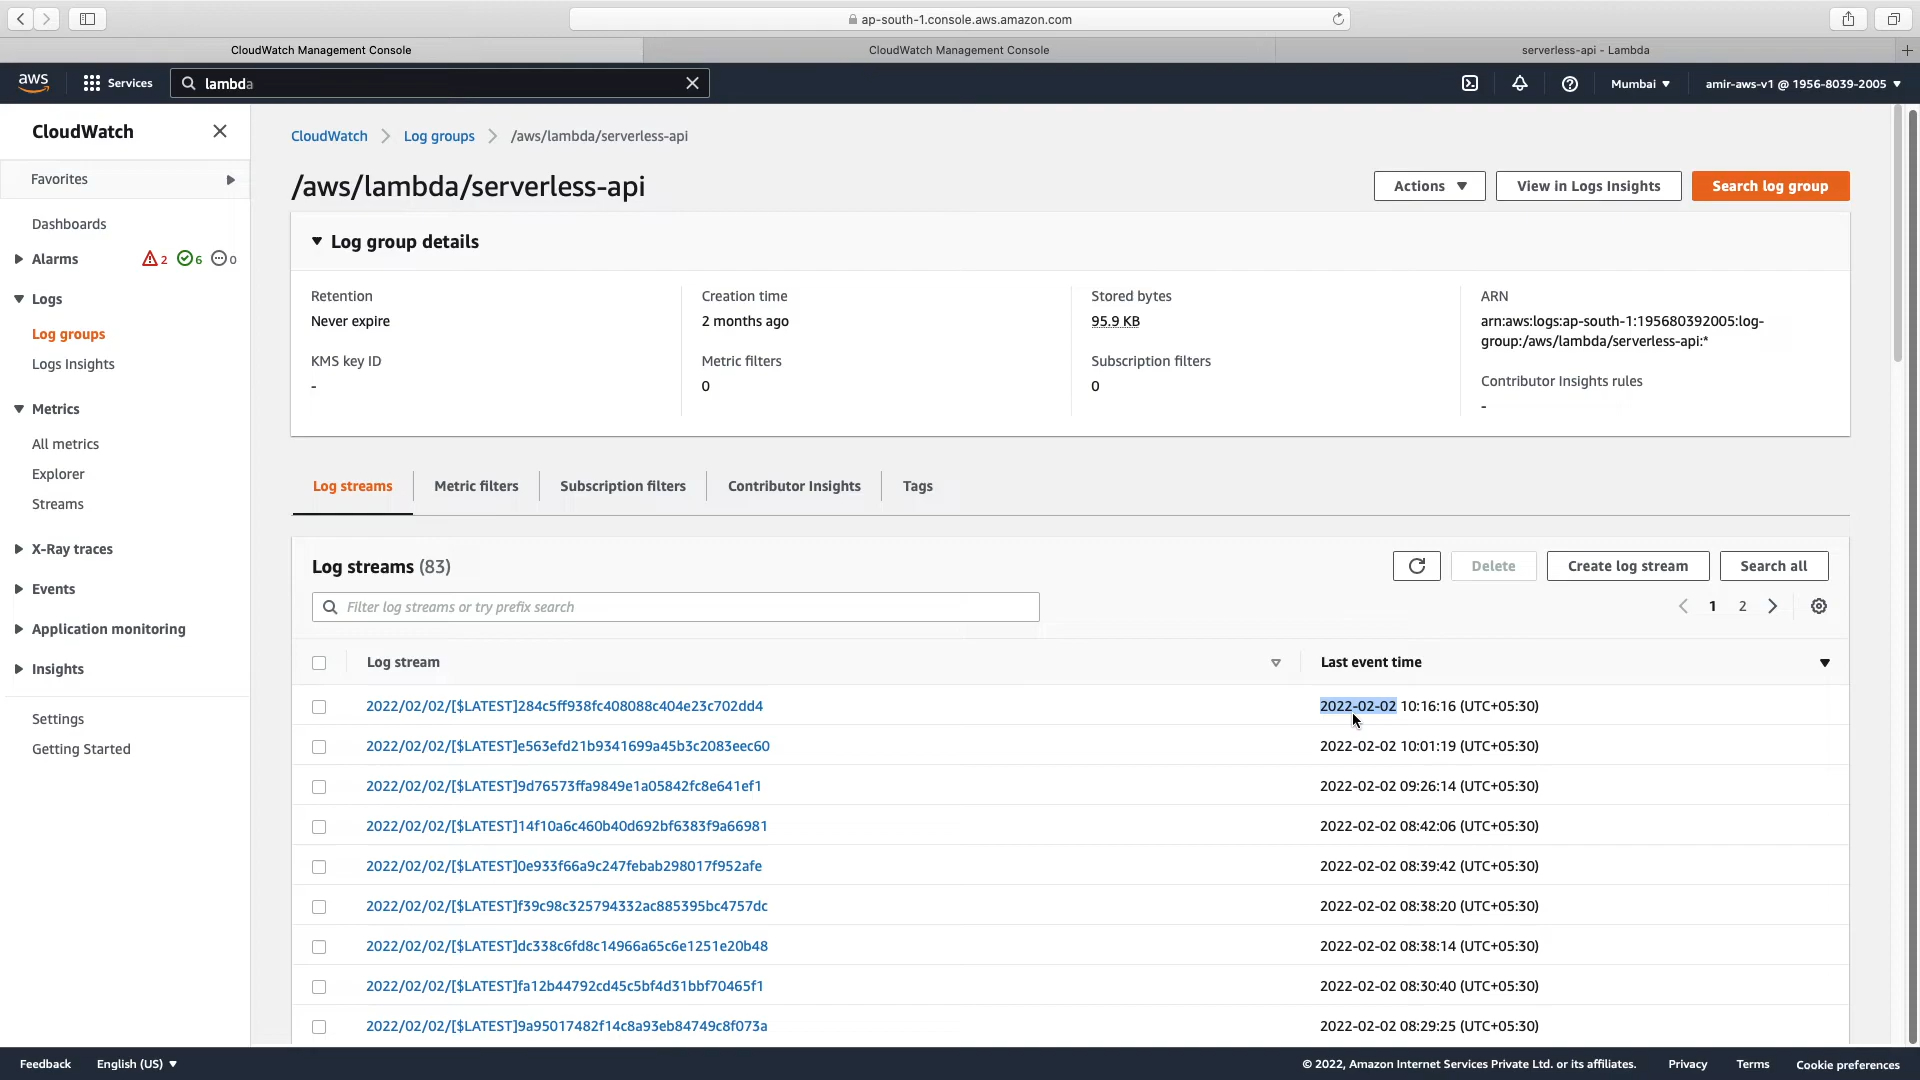 ap-south-1.console.aws.amazon.com
CloudWatch Management Console
CloudWatch Management Console
serverless-api - Lambda
aws
Services
lambda
Mumbai
amir-aws-v1 @ 1956-8039-2005
CloudWatch
Favorites
Dashboards
Alarms
2
6
0
Logs
Log groups
Logs Insights
Metrics
All metrics
Explorer
Streams
X-Ray traces
Events
Application monitoring
Insights
Settings
Getting Started
CloudWatch
Log groups
/aws/lambda/serverless-api
/aws/lambda/serverless-api
Actions
View in Logs Insights
Search log group
Log group details
Retention
Never expire
KMS key ID
-
Creation time
2 months ago
Metric filters
0
Stored bytes
95.9 KB
Subscription filters
0
ARN
arn:aws:logs:ap-south-1:195680392005:log-
group:/aws/lambda/serverless-api:*
Contributor Insights rules
-
Log streams
Metric filters
Subscription filters
Contributor Insights
Tags
Log streams (83)
Delete
Create log stream
Search all
Filter log streams or try prefix search
1
2
Log stream
Last event time
2022/02/02/[$LATEST]284c5ff938fc408088c404e23c702dd4
2022-02-02 10:16:16 (UTC+05:30)
2022/02/02/[$LATEST]e563efd21b9341699a45b3c2083eec60
2022-02-02 10:01:19 (UTC+05:30)
2022/02/02/[$LATEST]9d76573ffa9849e1a05842fc8e641ef1
2022-02-02 09:26:14 (UTC+05:30)
2022/02/02/[$LATEST]14f10a6c460b40d692bf6383f9a66981
2022-02-02 08:42:06 (UTC+05:30)
2022/02/02/[$LATEST]0e933f66a9c247febab298017f952afe
2022-02-02 08:39:42 (UTC+05:30)
2022/02/02/[$LATEST]f39c98c325794332ac885395bc4757dc
2022-02-02 08:38:20 (UTC+05:30)
2022/02/02/[$LATEST]dc338c6fd8c14966a65c6e1251e20b48
2022-02-02 08:38:14 (UTC+05:30)
2022/02/02/[$LATEST]fa12b44792cd45c5bf4d31bbf70465f1
2022-02-02 08:30:40 (UTC+05:30)
2022/02/02/[$LATEST]9a95017482f14c8a93eb84749c8f073a
2022-02-02 08:29:25 (UTC+05:30)
Feedback
English (US)
© 2022, Amazon Internet Services Private Ltd. or its affiliates.
Privacy
Terms
Cookie preferences